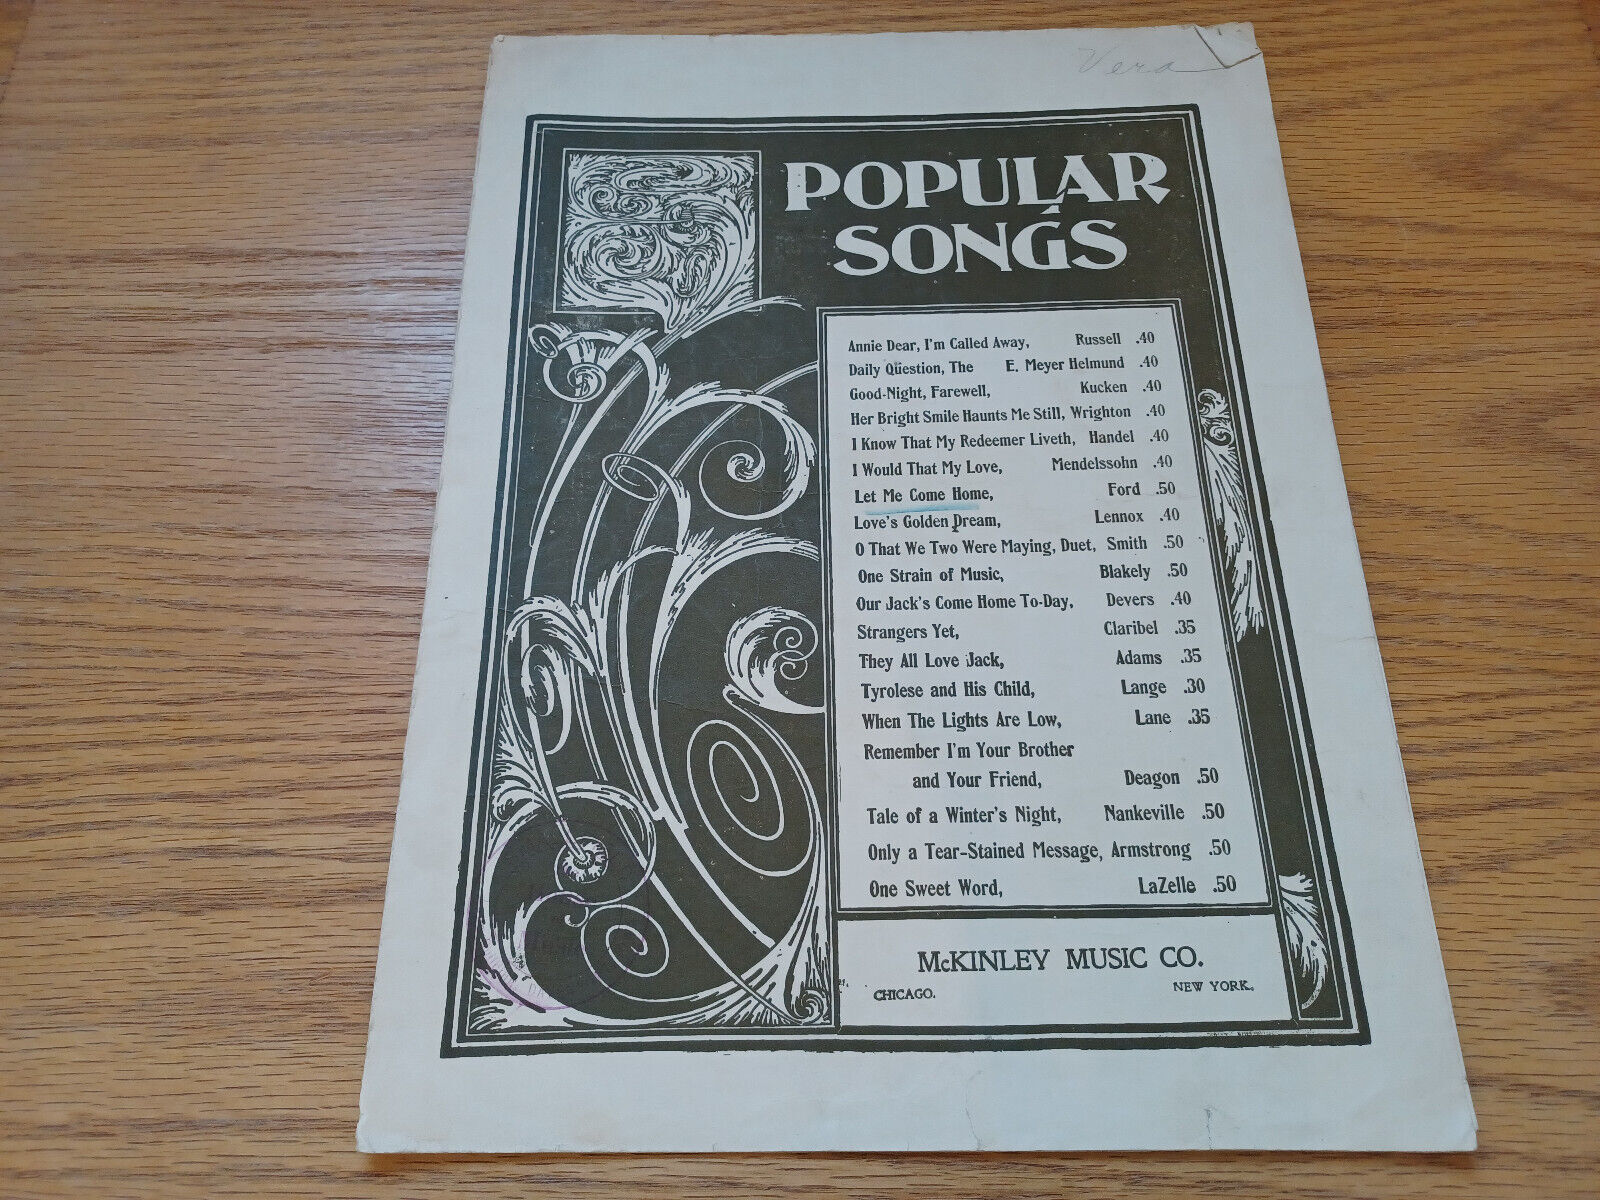 Vera
POPULAR
SONGS
Annie Dear, I'm Called Away, Russell .40
Daily Question, The E. Meyer Helmund .40
Good-Night, Farewell, Kucken .40
Her Bright Smile Haunts Me Still, Wrighton .40
I Know That My Redeemer Liveth, Handel .40
I Would That My Love, Mendelssohn .40
Let Me Come Home, Ford .50
Love's Golden Dream, Lennox .40
O That We Two Were Maying, Duet, Smith .50
One Strain of Music, Blakely .50
Our Jack's Come Home To-Day, Devers .40
Strangers Yet, Claribel .35
They All Love Jack, Adams .35
Tyrolese and His Child, Lange .30
When The Lights Are Low, Lane .35
Remember I'm Your Brother
and Your Friend, Deagon .50
Tale of a Winter's Night, Nankeville .50
Only a Tear-Stained Message, Armstrong .50
One Sweet Word, LaZelle .50
McKINLEY MUSIC CO.
CHICAGO. NEW YORK.